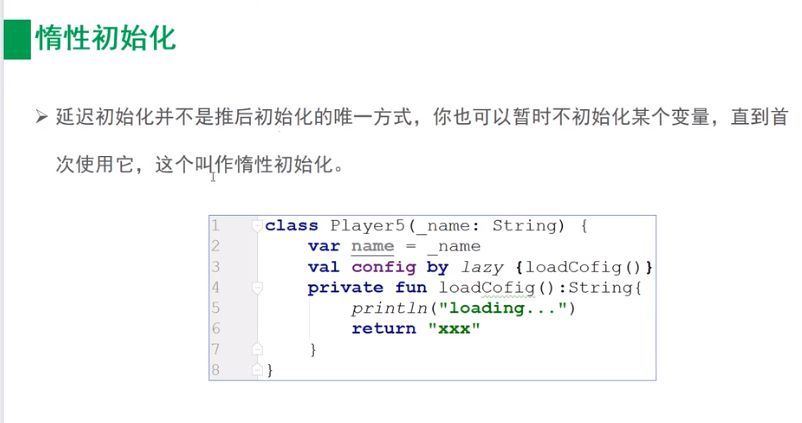 惰性初始化
延迟初始化并不是推后初始化的唯一方式，你也可以暂时不初始化某个变量，直到首
次使用它，这个叫作惰性初始化。
1 class Player5(_name: String) {
2 var name = _name
3 val config by lazy {loadCofig()}
4 private fun loadCofig():String{
5 println("loading...")
6 return "xxx"
7 }
8 }